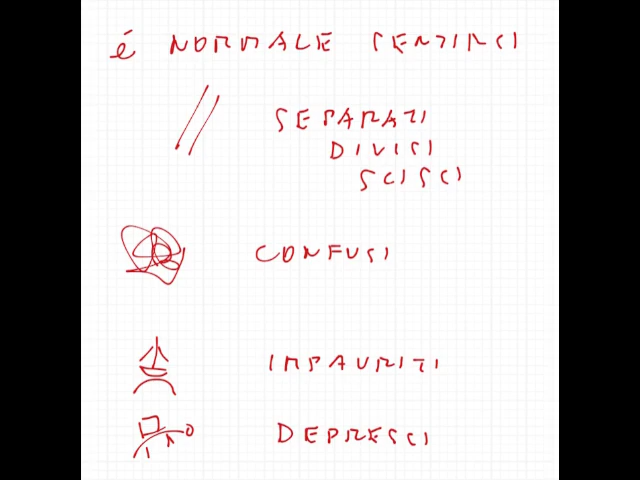 é NORMALE SENTIRCI
SEPARATI
DIVISI
SCISSI
CONFUSI
IMPAURITI
DEPRESSI